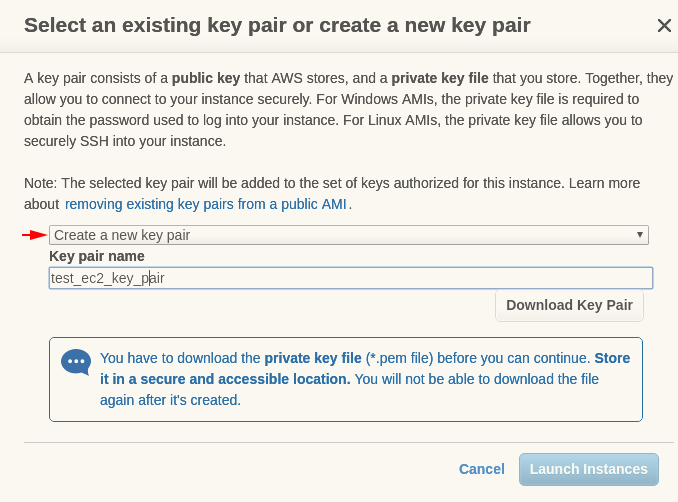 Select an existing key pair or create a new key pair
A key pair consists of a public key that AWS stores, and a private key file that you store. Together, they
allow you to connect to your instance securely. For Windows AMIs, the private key file is required to
obtain the password used to log into your instance. For Linux AMIs, the private key file allows you to
securely SSH into your instance.
Note: The selected key pair will be added to the set of keys authorized for this instance. Learn more
about removing existing key pairs from a public AMI.
Create a new key pair
Key pair name
test_ec2_key_pair
Download Key Pair
You have to download the private key file (*.pem file) before you can continue. Store
it in a secure and accessible location. You will not be able to download the file
again after it's created.
Cancel Launch Instances